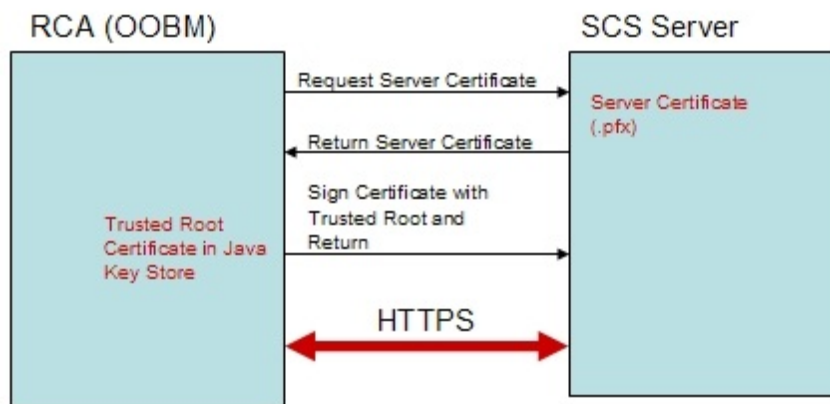 RCA (OOBM)
SCS Server
Request Server Certificate
Server Certificate
(.pfx)
Return Server Certificate
Sign Certificate with
Trusted Root and
Return
Trusted Root
Certificate in Java
Key Store
HTTPS